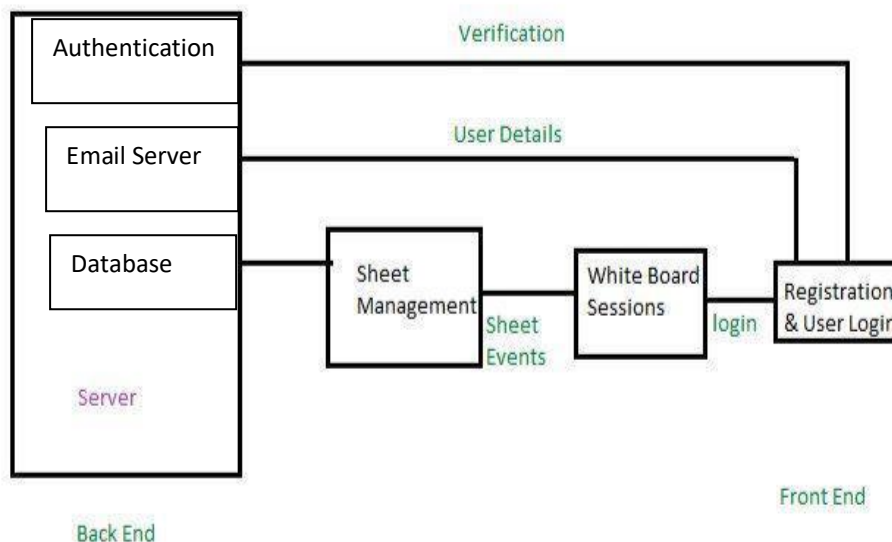 Authentication
Verification
Email Server
User Details
Database
Sheet
Management
Sheet
Events
White Board
Sessions
login
Registration
& User Login
Server
Front End
Back End